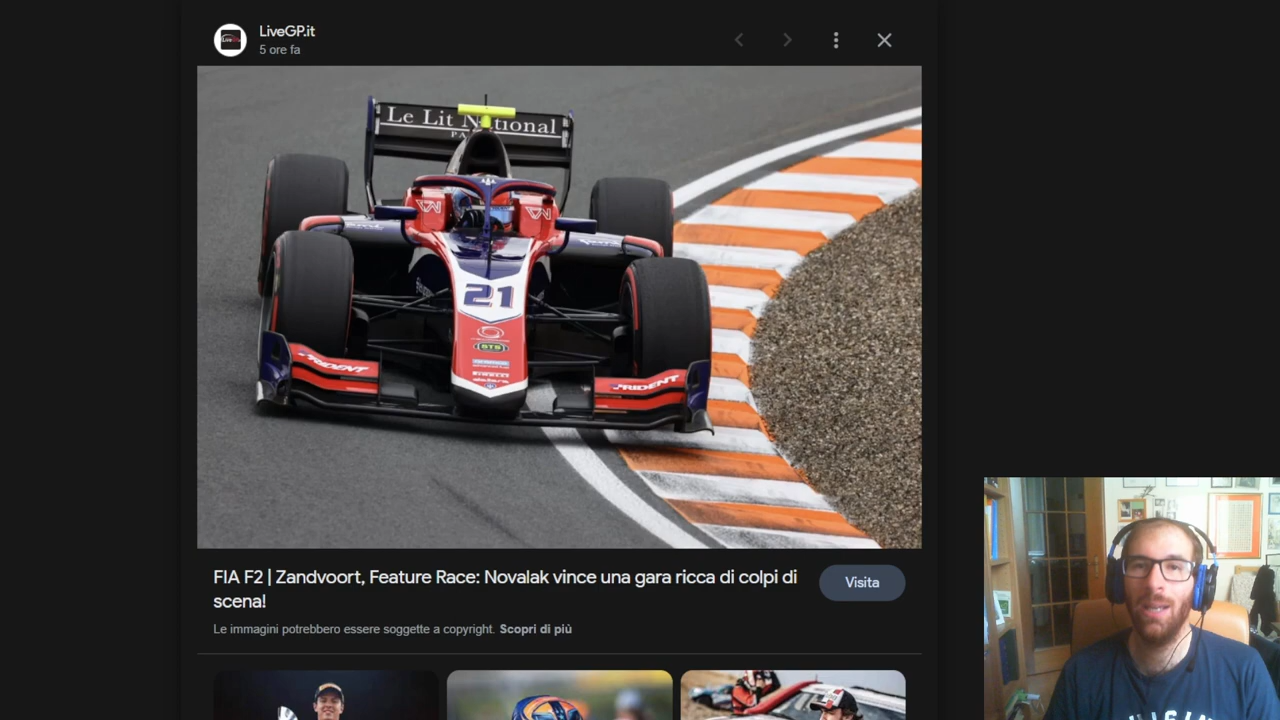 LiveGP.it
5 ore fa
Le Lit National
21
STS
TRIDENT
TRIDENT
FIA F2 | Zandvoort, Feature Race: Novalak vince una gara ricca di colpi di
scena!
Visita
Le immagini potrebbero essere soggette a copyright. Scopri di più